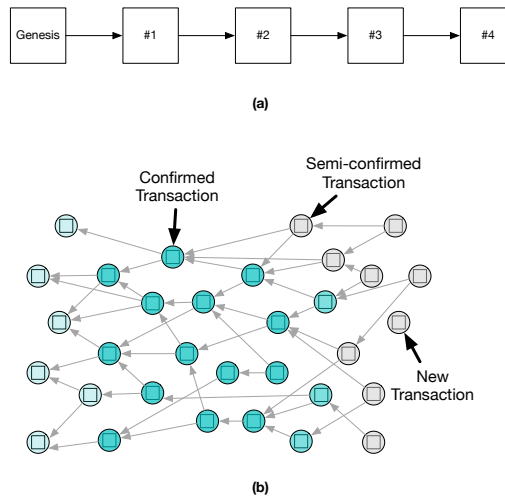 Genesis
#1
#2
#3
#4
(a)
Confirmed
Transaction
Semi-confirmed
Transaction
New
Transaction
(b)